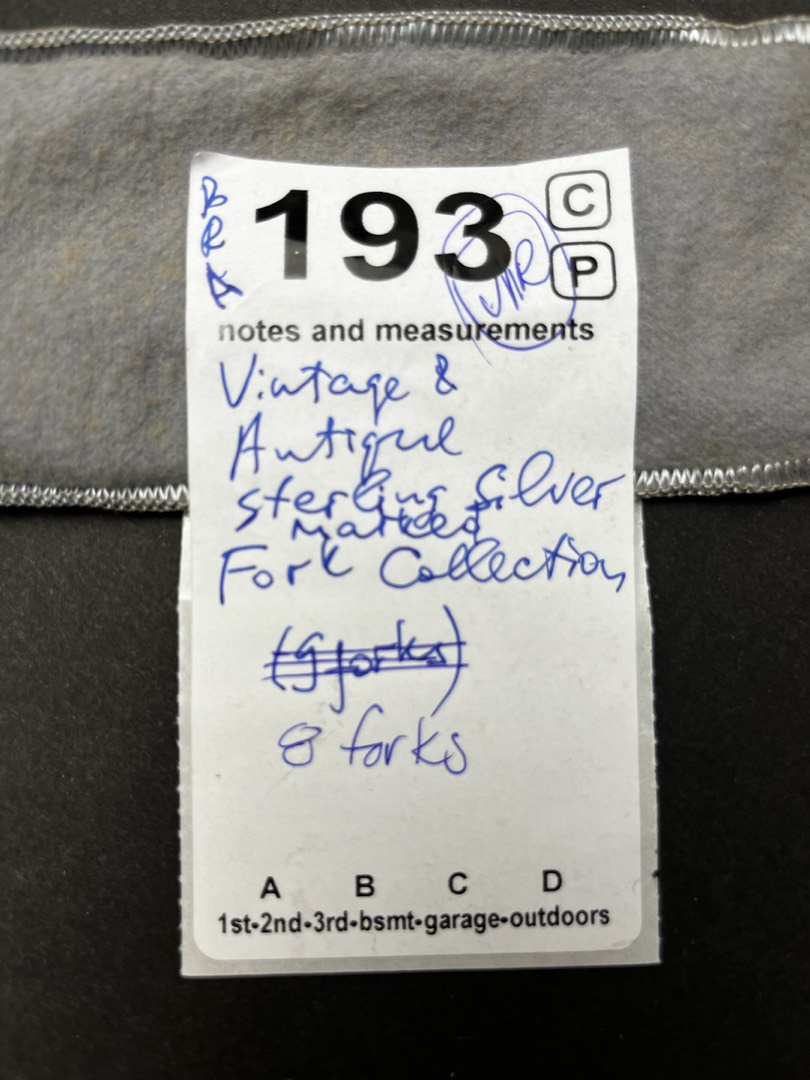 B
R
A
193
C
P
notes and measurements
Vintage &
Antique
sterling Silver
marked
Fork Collection
(9 forks)
8 forks
A B C D
1st-2nd-3rd-bsmt-garage-outdoors